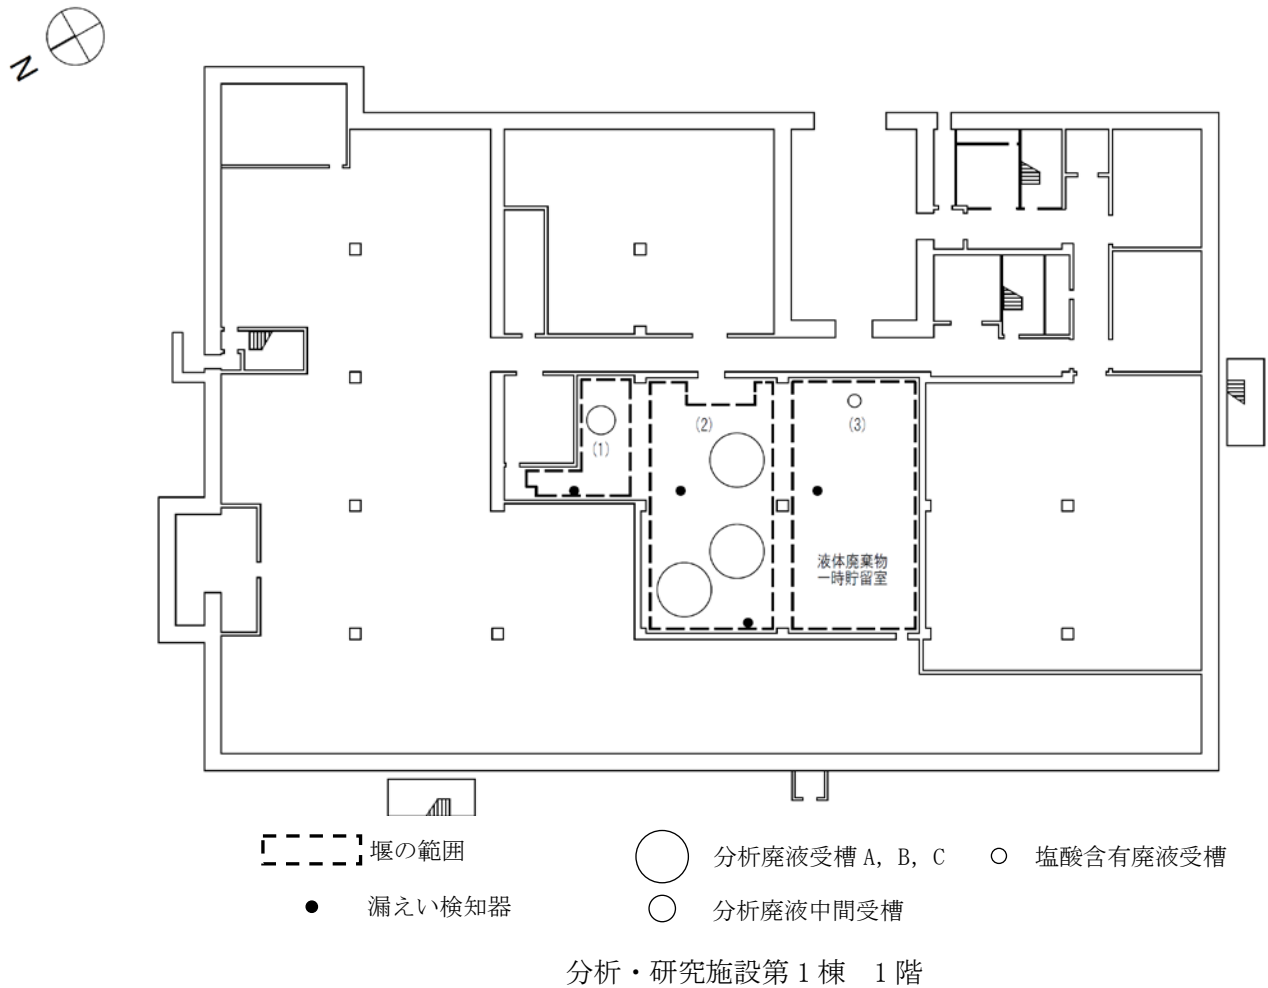 N
(1)
(2)
(3)
液体廃棄物
一時貯留室
堰の範囲
分析廃液受槽 A, B, C
塩酸含有廃液受槽
漏えい検知器
分析廃液中間受槽
分析・研究施設第1棟　1階